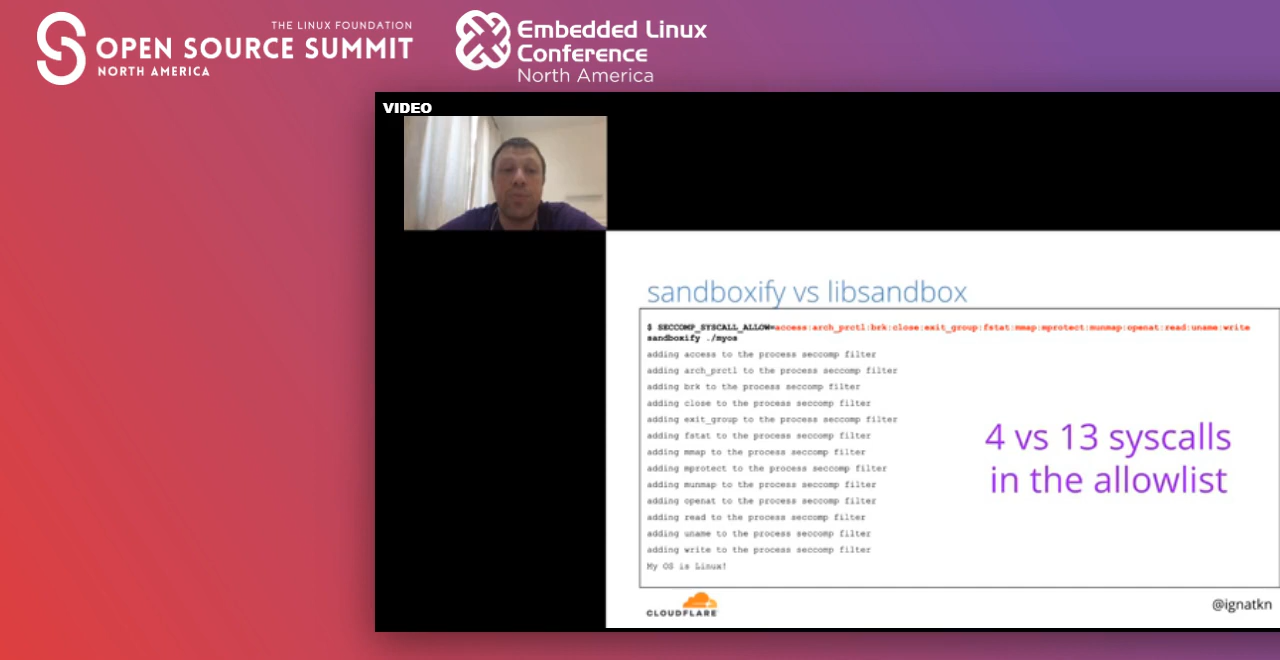 THE LINUX FOUNDATION
OPEN SOURCE SUMMIT
NORTH AMERICA
Embedded Linux
Conference
North America
VIDEO
sandboxify vs libsandbox
$ SECCOMP_SYSCALL_ALLOW=access:arch_prctl:brk:close:exit_group:fstat:mmap:mprotect:munmap:openat:read:uname:write
sandboxify ./myos
adding access to the process seccomp filter
adding arch_prctl to the process seccomp filter
adding brk to the process seccomp filter
adding close to the process seccomp filter
adding exit_group to the process seccomp filter
adding fstat to the process seccomp filter
adding mmap to the process seccomp filter
adding mprotect to the process seccomp filter
adding munmap to the process seccomp filter
adding openat to the process seccomp filter
adding read to the process seccomp filter
adding uname to the process seccomp filter
adding write to the process seccomp filter
My OS is Linux!
4 vs 13 syscalls
in the allowlist
CLOUDFLARE
@ignatkn